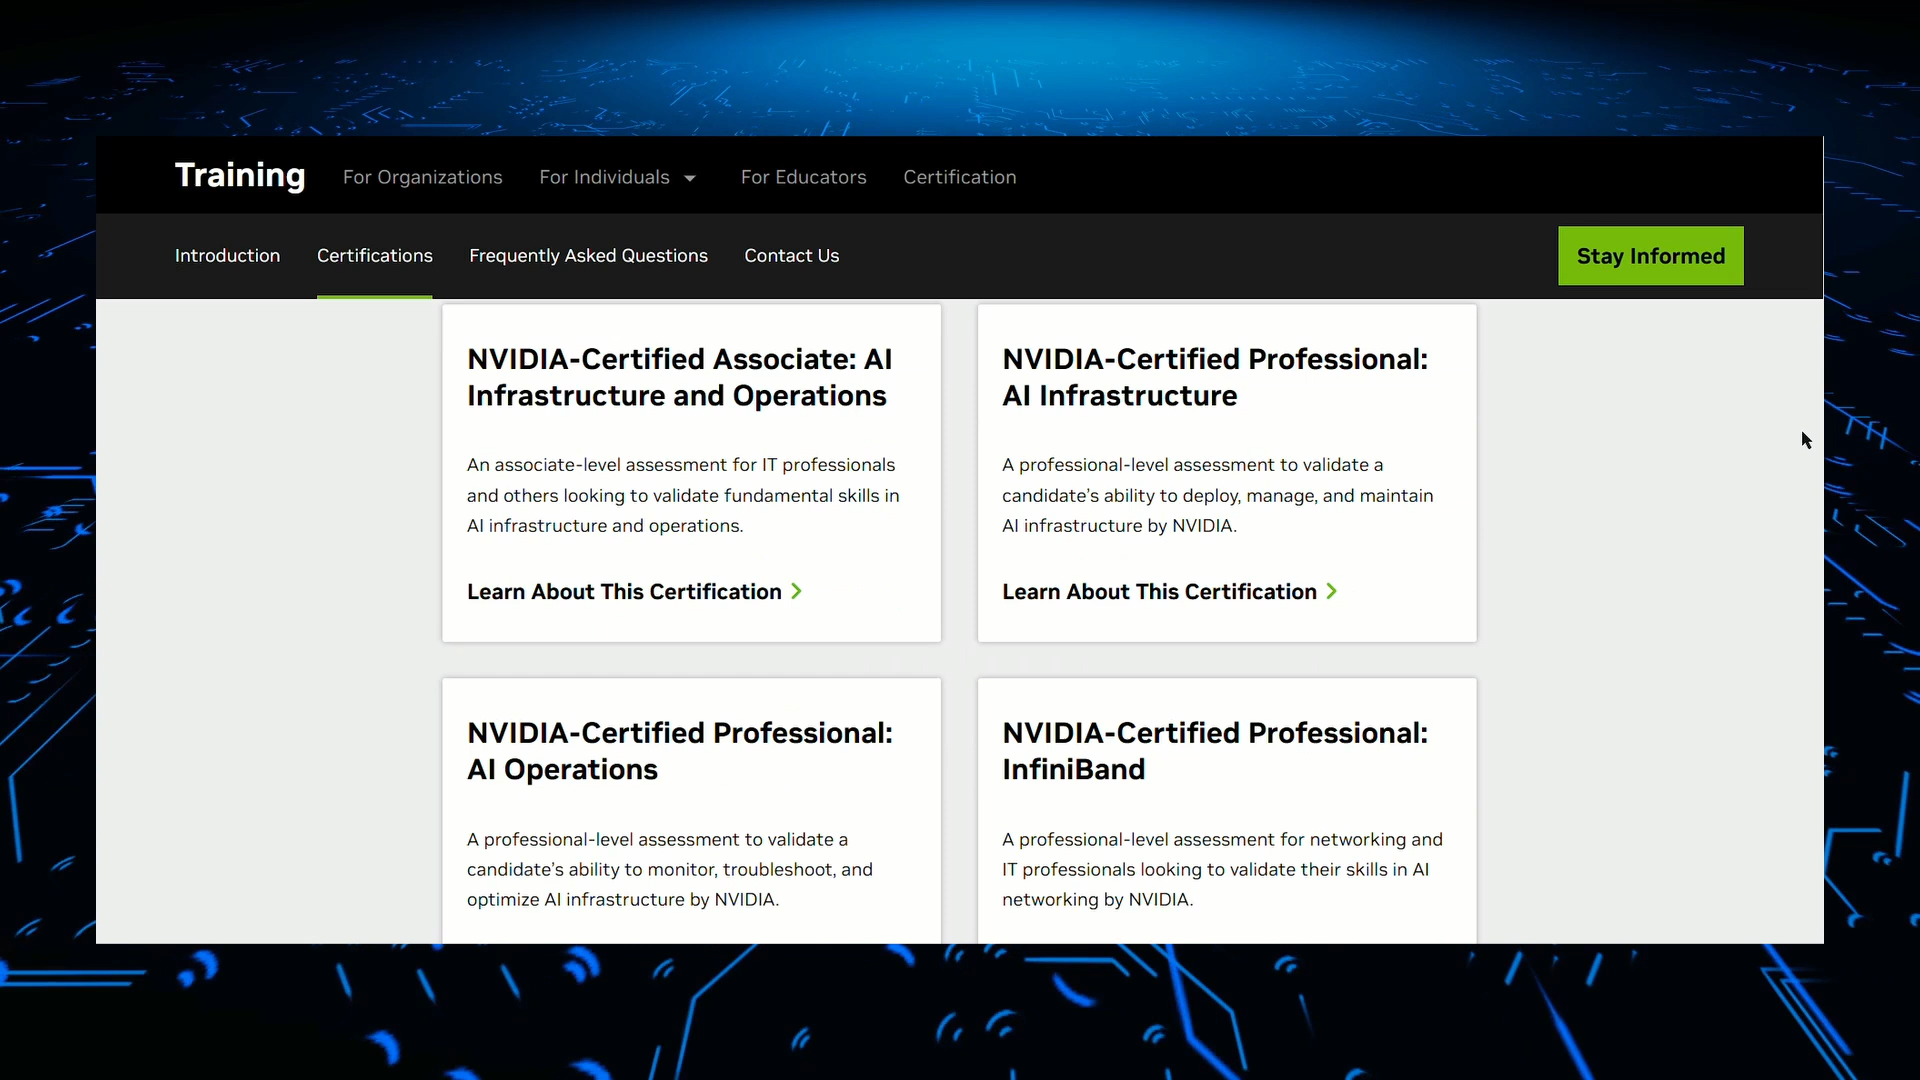 Training For Organizations For Individuals For Educators Certification
Introduction Certifications Frequently Asked Questions Contact Us Stay Informed
NVIDIA-Certified Associate: AI
Infrastructure and Operations
An associate-level assessment for IT professionals
and others looking to validate fundamental skills in
AI infrastructure and operations.
Learn About This Certification
NVIDIA-Certified Professional:
AI Infrastructure
A professional-level assessment to validate a
candidate's ability to deploy, manage, and maintain
AI infrastructure by NVIDIA.
Learn About This Certification
NVIDIA-Certified Professional:
AI Operations
A professional-level assessment to validate a
candidate's ability to monitor, troubleshoot, and
optimize AI infrastructure by NVIDIA.
NVIDIA-Certified Professional:
InfiniBand
A professional-level assessment for networking and
IT professionals looking to validate their skills in AI
networking by NVIDIA.